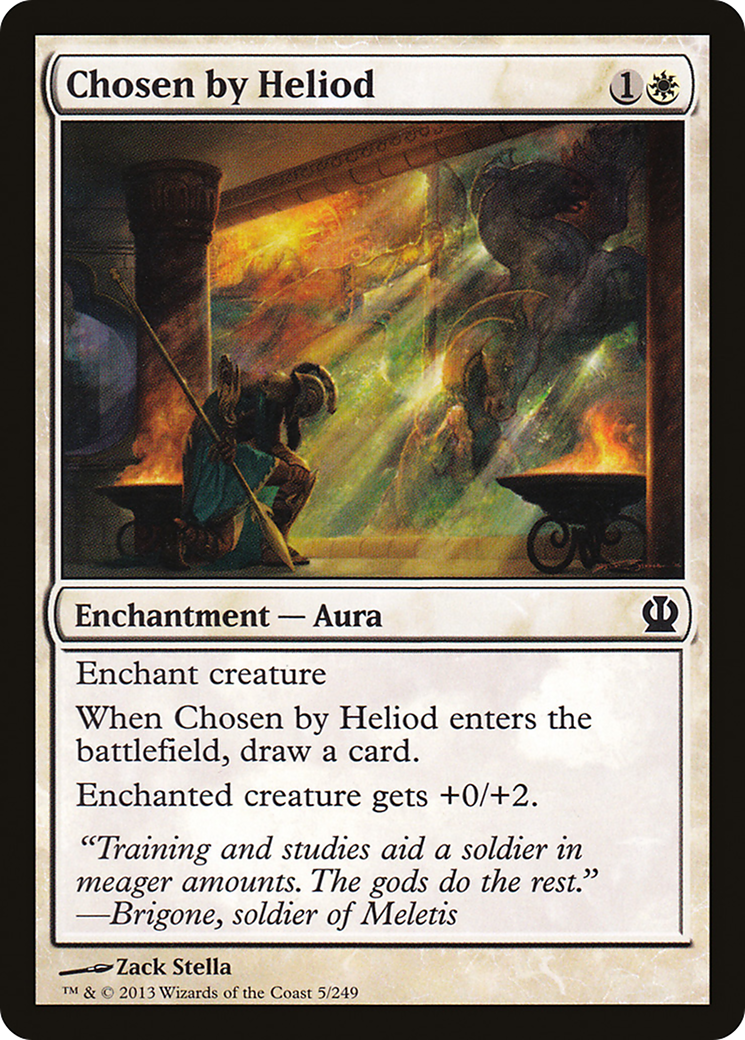 Chosen by Heliod 1
Enchantment — Aura
Enchant creature
When Chosen by Heliod enters the
battlefield, draw a card.
Enchanted creature gets +0/+2.
“Training and studies aid a soldier in
meager amounts. The gods do the rest.”
—Brigone, soldier of Meletis
Zack Stella
™ & © 2013 Wizards of the Coast 5/249